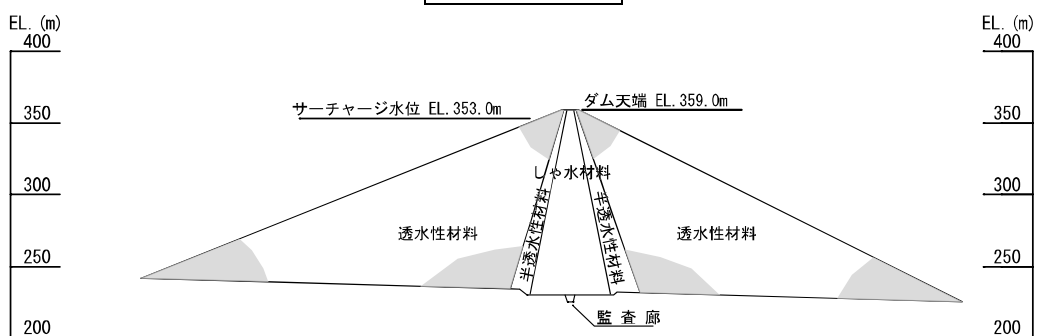 EL.(m)
EL.(m)
400
400
サーチャージ水位 EL.353.0m
ダム天端 EL.359.0m
350
350
しゃ水材料
300
300
透水性材料
半透水性材料
半透水性材料
透水性材料
250
250
監査廊
200
200